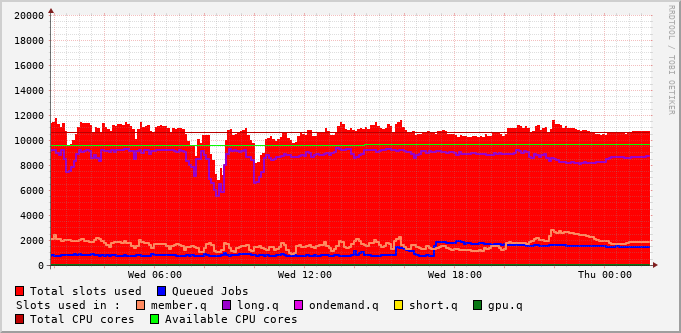 20000
18000
16000
14000
12000
10000
8000
6000
4000
2000
0
Wed 06:00 Wed 12:00 Wed 18:00 Thu 00:00
RRDTOOL / TOBI OETIKER
Total slots used Queued Jobs
Slots used in : member.q long.q ondemand.q short.q gpu.q
Total CPU cores Available CPU cores